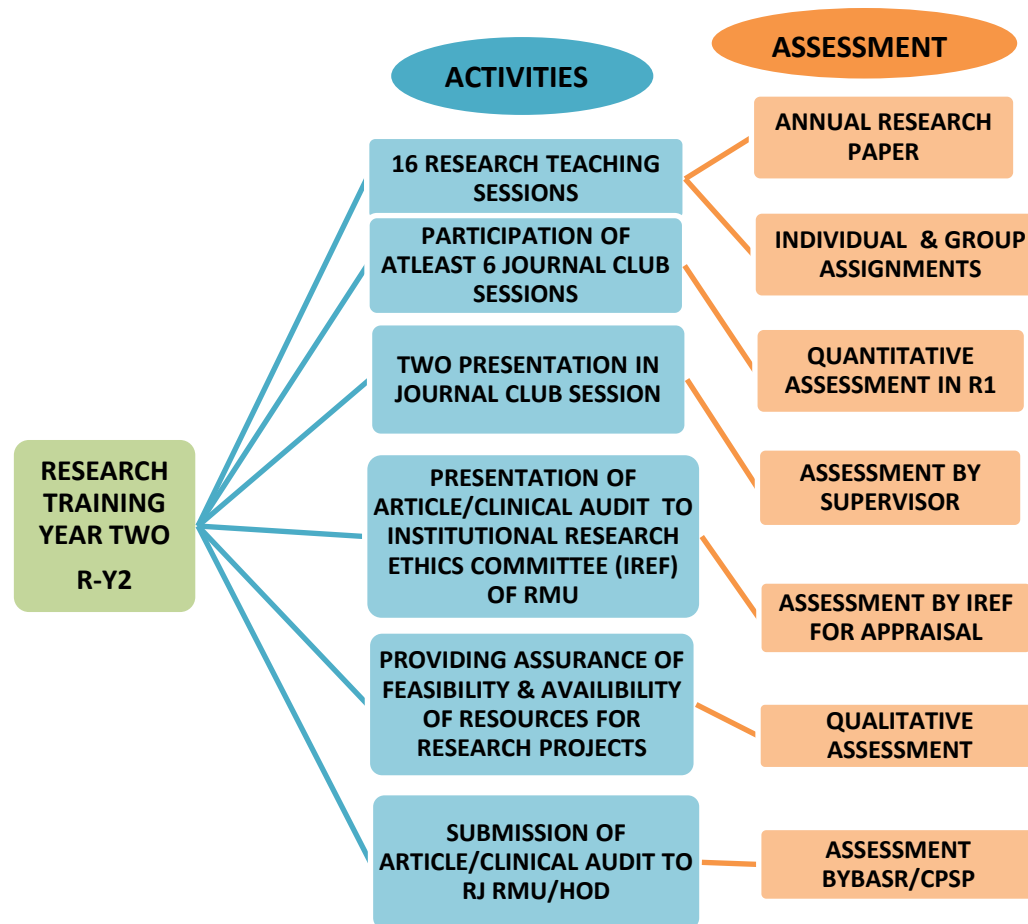 ASSESSMENT
ACTIVITIES
ANNUAL RESEARCH
PAPER
16 RESEARCH TEACHING
SESSIONS
INDIVIDUAL & GROUP
ASSIGNMENTS
PARTICIPATION OF
ATLEAST 6 JOURNAL CLUB
SESSIONS
QUANTITATIVE
ASSESSMENT IN R1
TWO PRESENTATION IN
JOURNAL CLUB SESSION
ASSESSMENT BY
SUPERVISOR
RESEARCH
TRAINING
YEAR TWO
R-Y2
PRESENTATION OF
ARTICLE/CLINICAL AUDIT TO
INSTITUTIONAL RESEARCH
ETHICS COMMITTEE (IREF)
OF RMU
ASSESSMENT BY IREF
FOR APPRAISAL
PROVIDING ASSURANCE OF
FEASIBILITY & AVAILIBILITY
OF RESOURCES FOR
RESEARCH PROJECTS
QUALITATIVE
ASSESSMENT
SUBMISSION OF
ARTICLE/CLINICAL AUDIT TO
RJ RMU/HOD
ASSESSMENT
BYBASR/CPSP